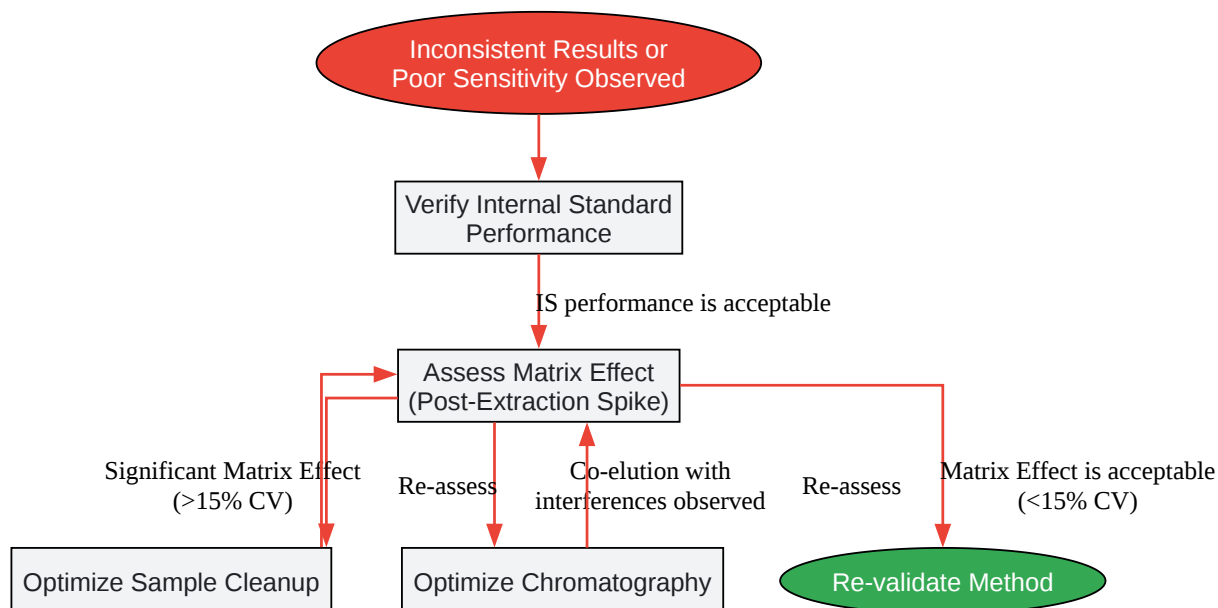 Inconsistent Results or
Poor Sensitivity Observed
Verify Internal Standard
Performance
IS performance is acceptable
Assess Matrix Effect
(Post-Extraction Spike)
Significant Matrix Effect
(>15% CV)
Re-assess
Co-elution with
interferences observed
Re-assess
Matrix Effect is acceptable
(<15% CV)
Optimize Sample Cleanup
Optimize Chromatography
Re-validate Method